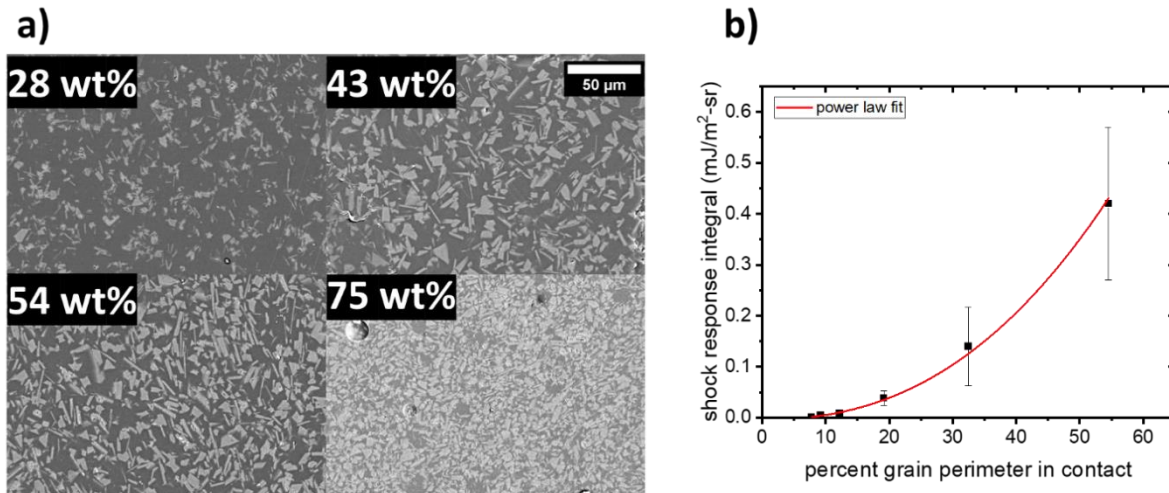 a)
28 wt%
43 wt%
50 µm
54 wt%
75 wt%
b)
power law fit
shock response integral (mJ/m²-sr)
0.6
0.5
0.4
0.3
0.2
0.1
0.0
0 10 20 30 40 50 60
percent grain perimeter in contact